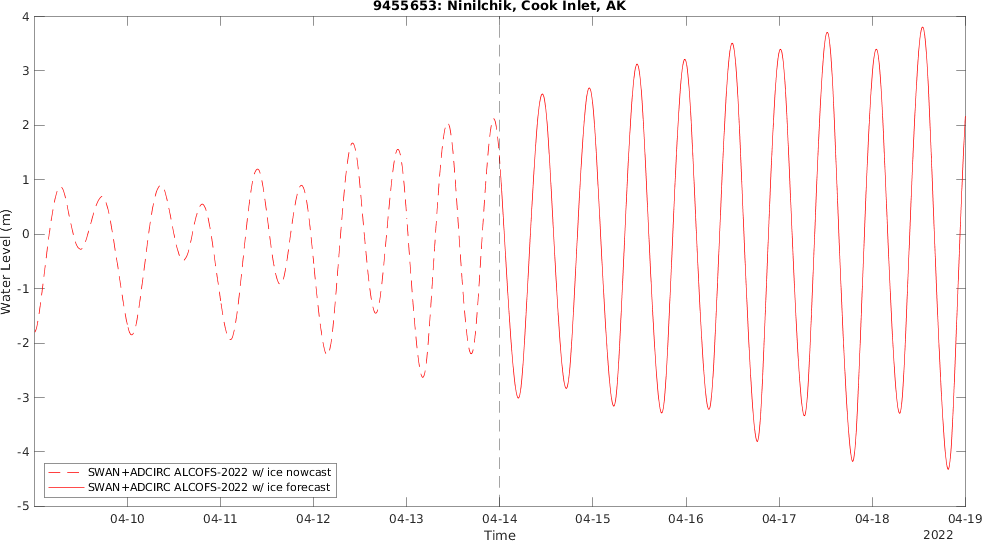 9455653: Ninilchik, Cook Inlet, AK
Water Level (m)
4
3
2
1
0
-1
-2
-3
-4
-5
SWAN+ADCIRC ALCOFS-2022 w/ ice nowcast
SWAN+ADCIRC ALCOFS-2022 w/ ice forecast
04-10 04-11 04-12 04-13 04-14 04-15 04-16 04-17 04-18 04-19
Time
2022